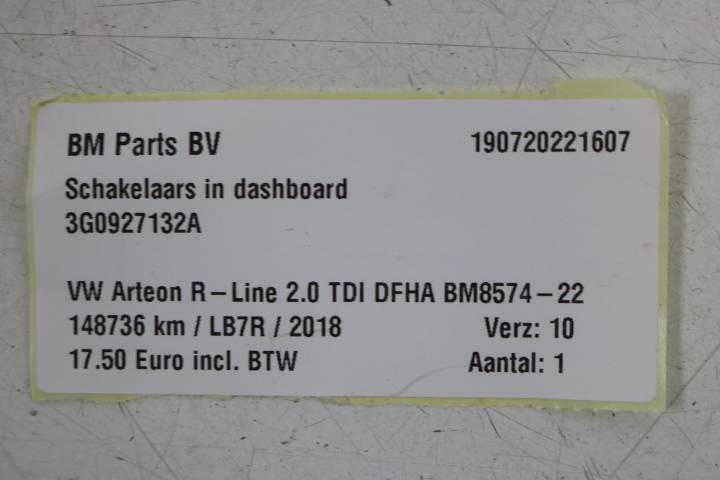 BM Parts BV 190720221607
Schakelaars in dashboard
3G0927132A
VW Arteon R-Line 2.0 TDI DFHA BM8574-22
148736 km / LB7R / 2018 Verz: 10
17.50 Euro incl. BTW Aantal: 1